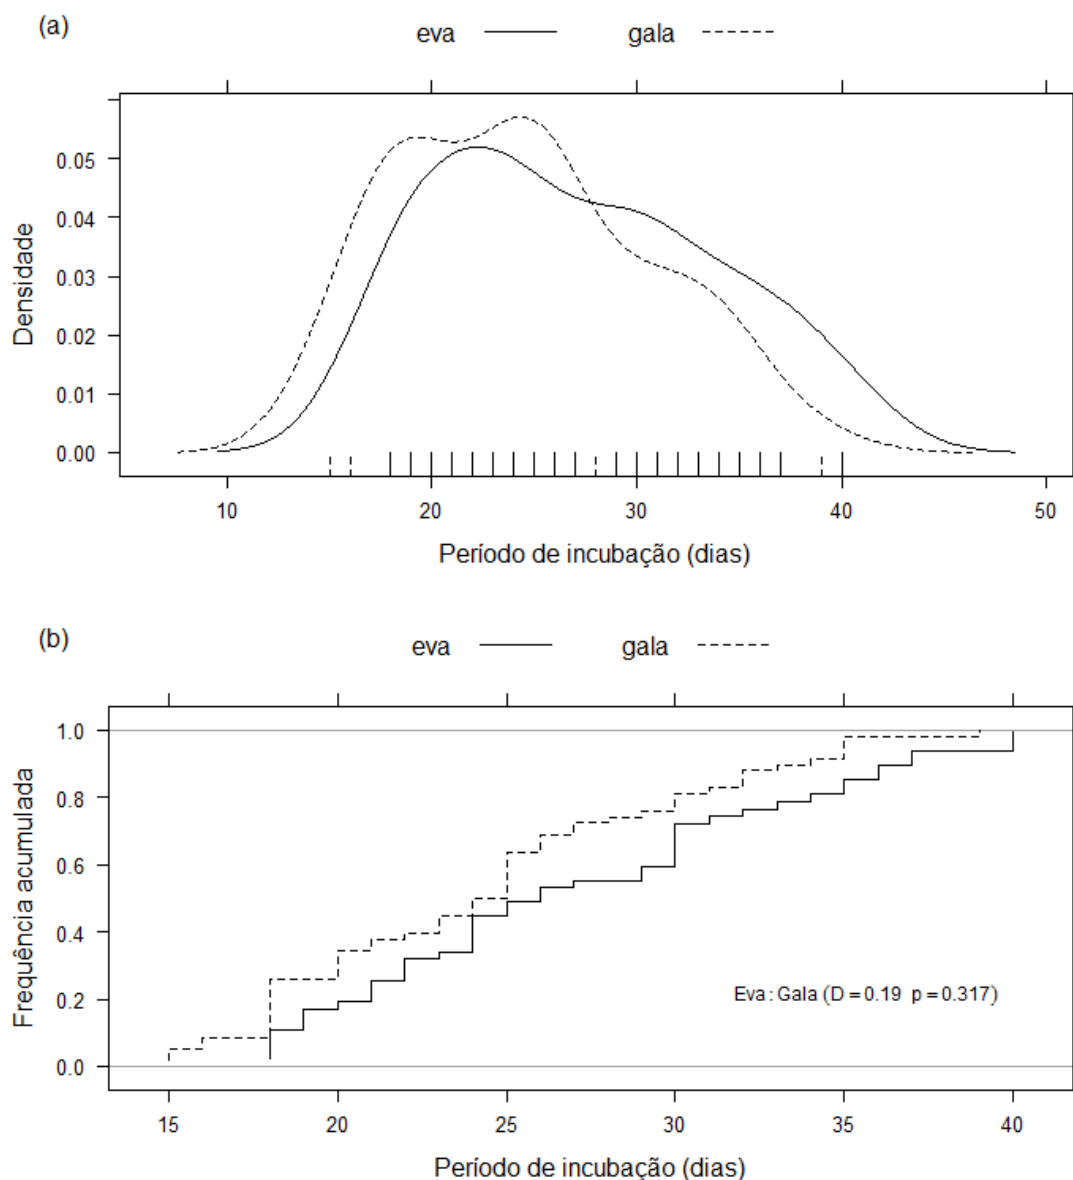 (a)
eva gala
0.05
0.04
0.03
0.02
0.01
0.00
Densidade
10 20 30 40 50
Período de incubação (dias)
(b)
eva gala
1.0
0.8
0.6
0.4
0.2
0.0
Frequência acumulada
Eva : Gala (D = 0.19 p = 0.317)
15 20 25 30 35 40
Período de incubação (dias)